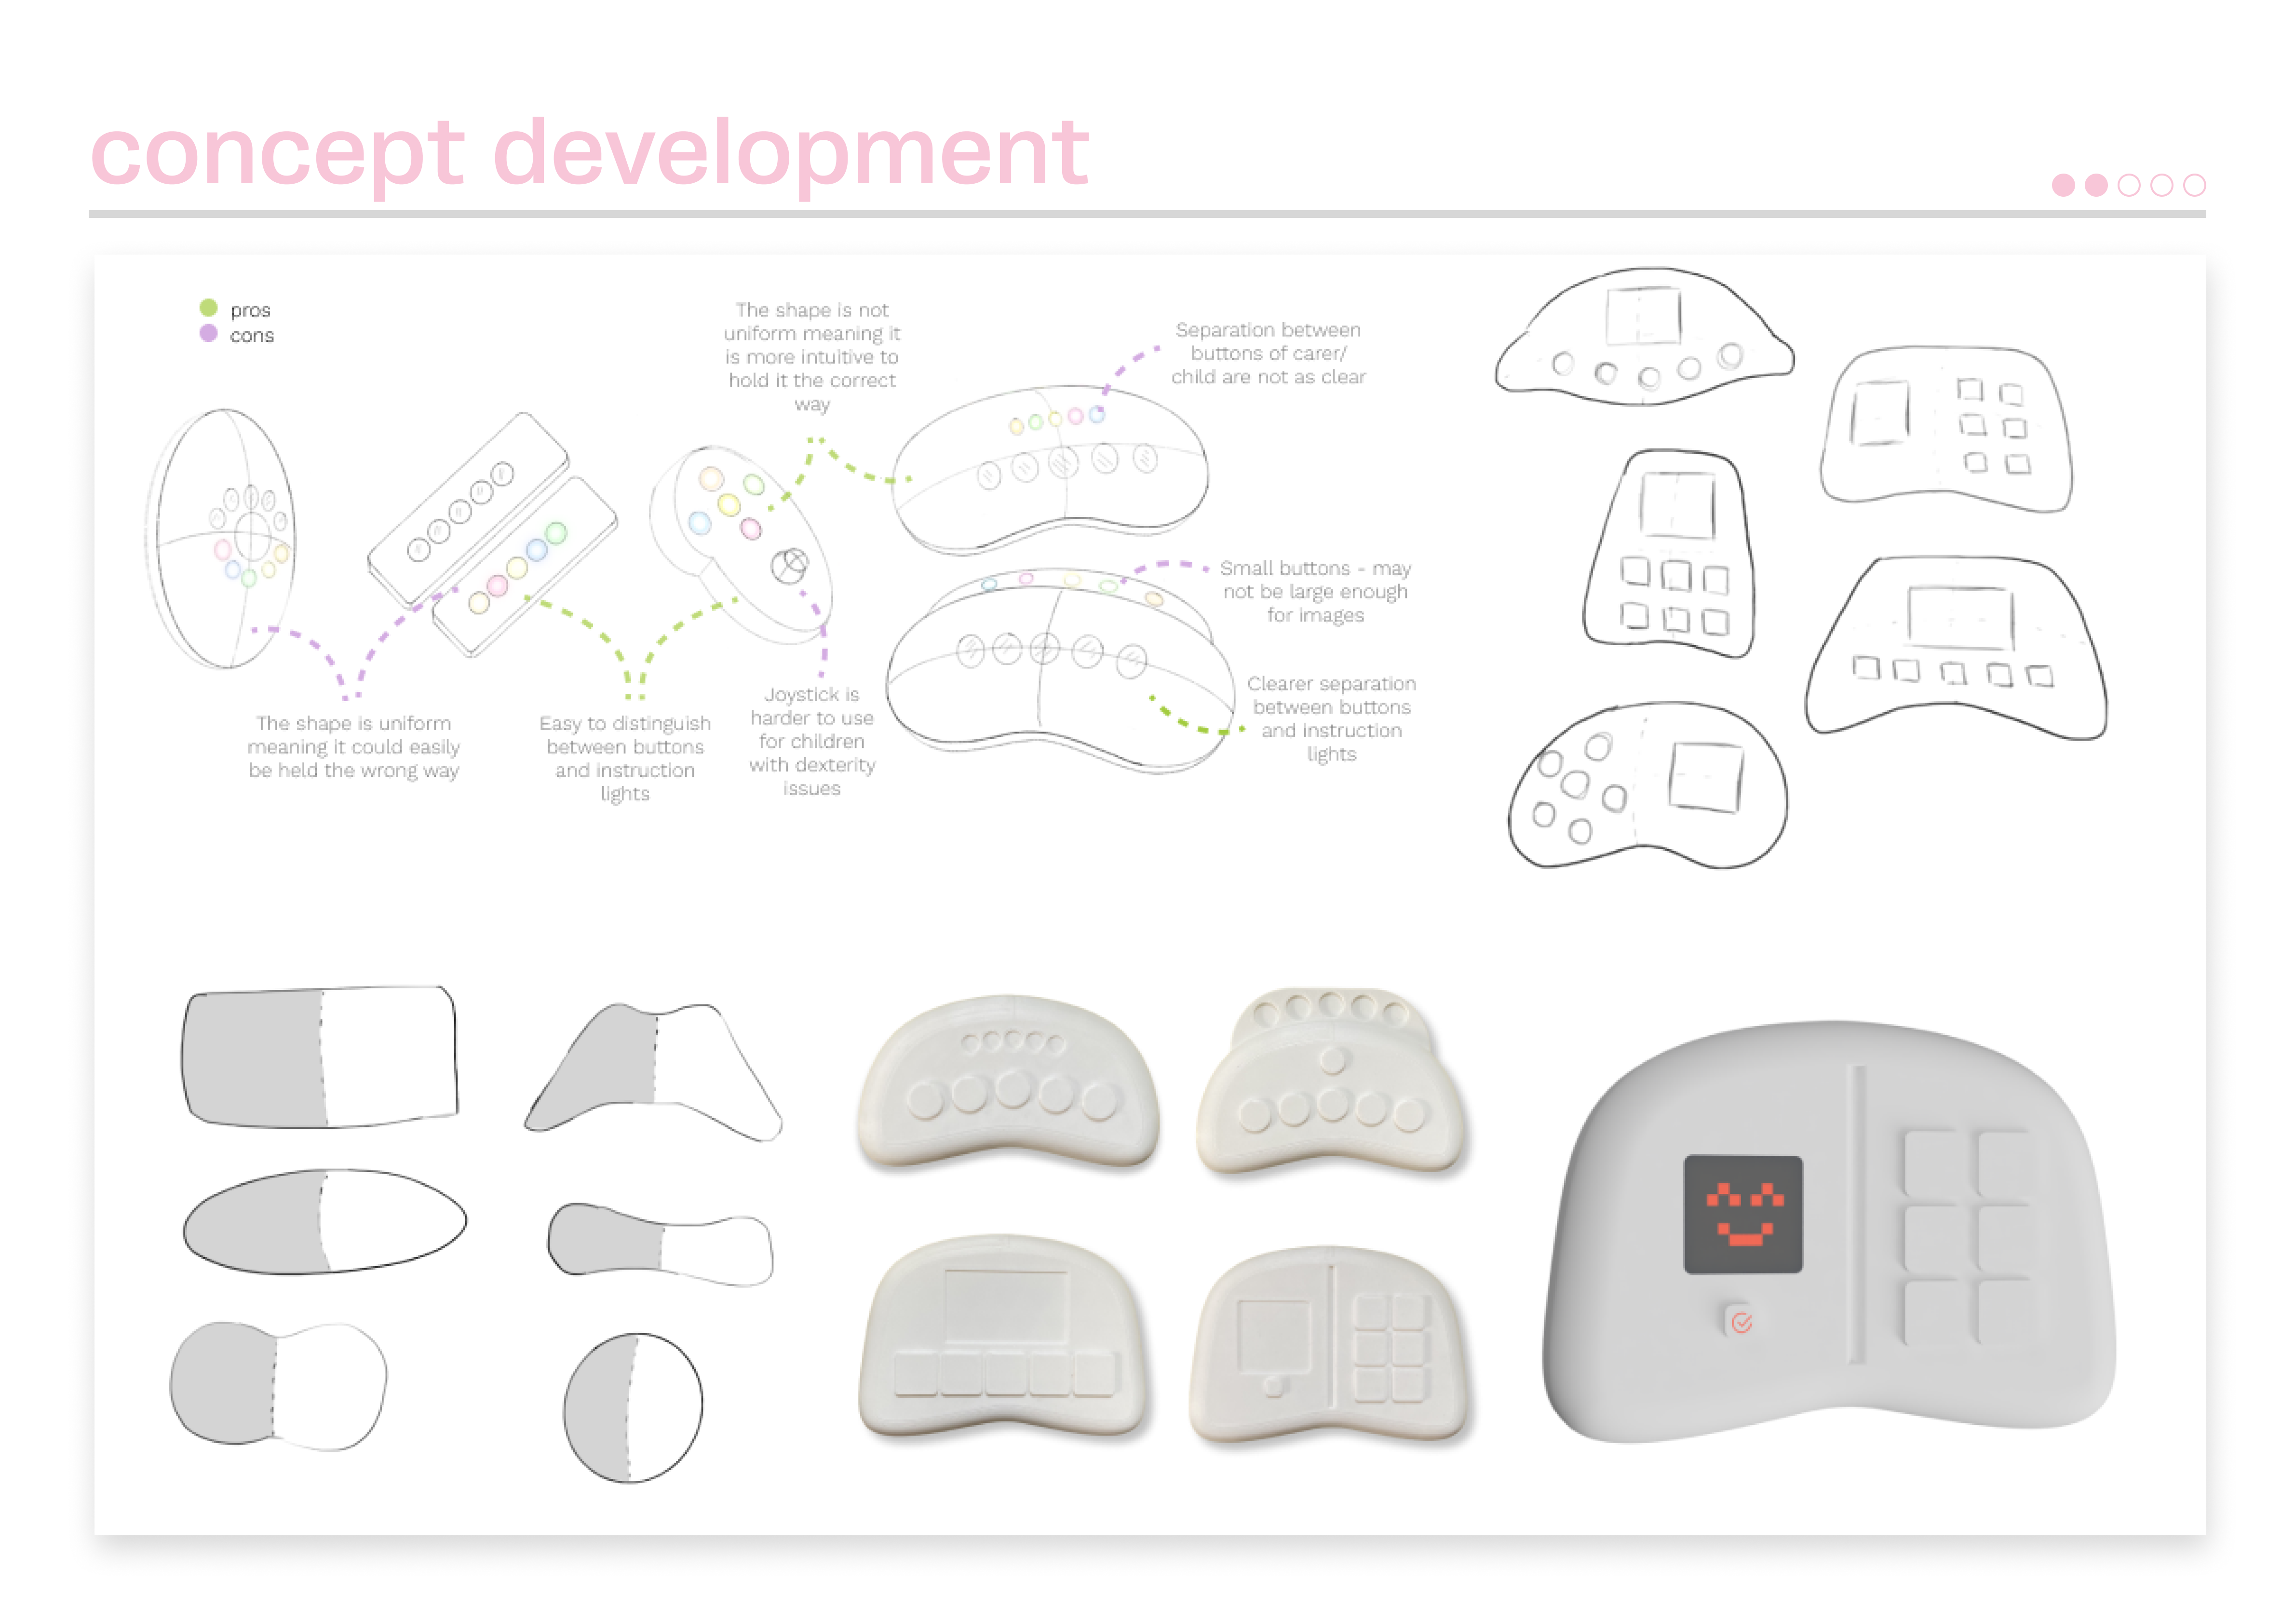 concept development
pros
cons
The shape is not
uniform meaning it
is more intuitive to
hold it the correct
way
Separation between
buttons of carer/
child are not as clear
Small buttons - may
not be large enough
for images
Clearer separation
between buttons
and instruction
lights
The shape is uniform
meaning it could easily
be held the wrong way
Easy to distinguish
between buttons
and instruction
lights
Joystick is
harder to use
for children
with dexterity
issues